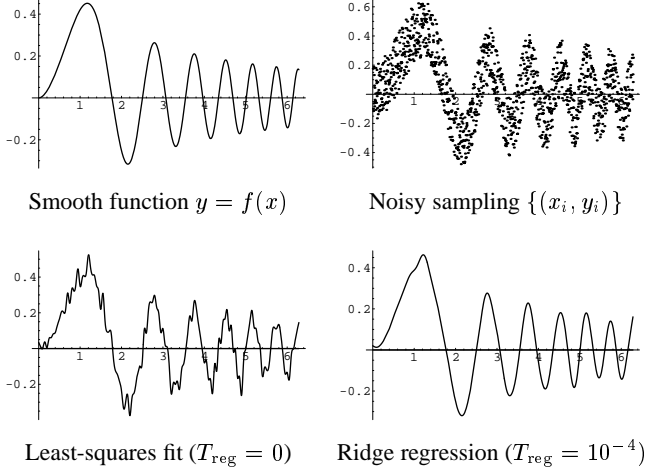 0.4
0.2
-0.2
1 2 3 4 5 6
Smooth function y = f(x)
0.6
0.4
0.2
-0.2
-0.4
1 2 3 4 5 6
Noisy sampling {(x_i, y_i)}
0.4
0.2
-0.2
1 2 3 4 5 6
Least-squares fit (T_reg = 0)
0.4
0.2
-0.2
1 2 3 4 5 6
Ridge regression (T_reg = 10^{-4})